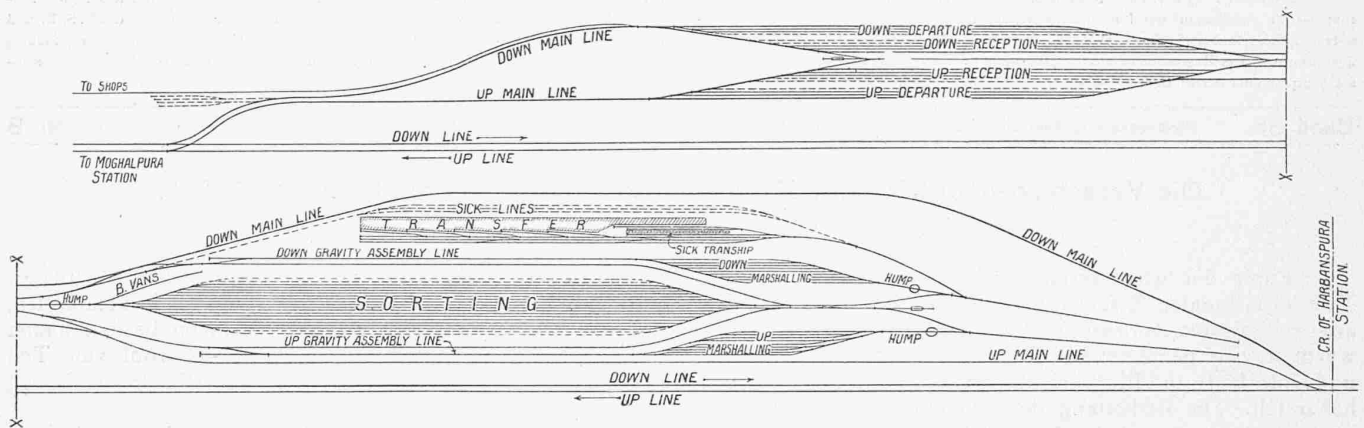 DOWN DEPARTURE
DOWN RECEPTION
DOWN MAIN LINE
UP RECEPTION
TO SHOPS
UP MAIN LINE
UP DEPARTURE
DOWN LINE
UP LINE
TO MOGHALPURA
STATION
X
X
DOWN MAIN LINE
SICK LINES
TRANSFER
SICK TRANSHIP
DOWN MAIN LINE
DOWN GRAVITY ASSEMBLY LINE
DOWN
MARSHALLING
HUMP
B. VANS
HUMP
SORTING
UP GRAVITY ASSEMBLY LINE
UP
MARSHALLING
HUMP
UP MAIN LINE
DOWN LINE
UP LINE
CR. OF HARBANSPURA
STATION.
X
X